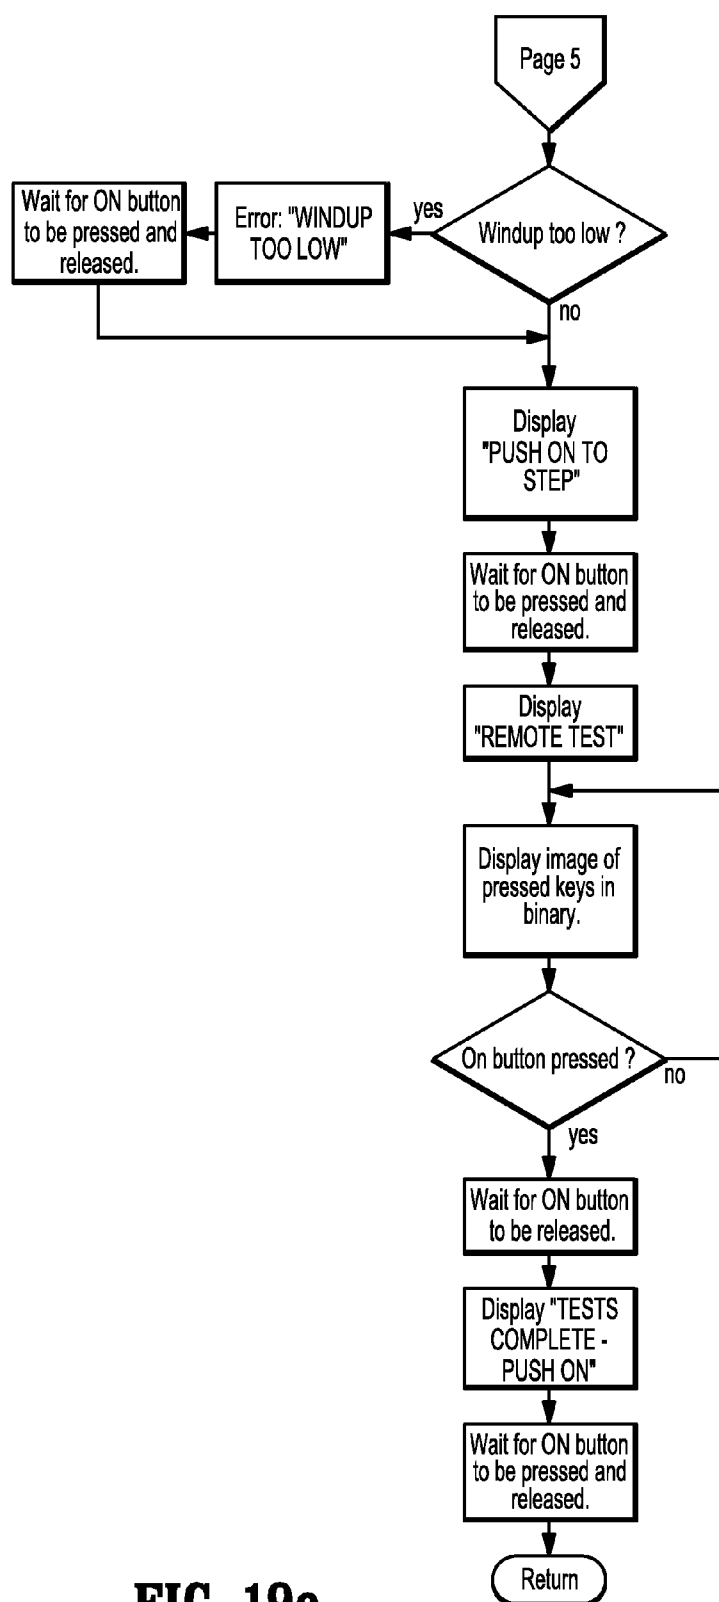 Page 5
Windup too low ?
yes
no
Error: "WINDUP
TOO LOW"
Wait for ON button
to be pressed and
released.
Display
"PUSH ON TO
STEP"
Wait for ON button
to be pressed and
released.
Display
"REMOTE TEST"
Display image of
pressed keys in
binary.
On button pressed ?
no
yes
Wait for ON button
to be released.
Display "TESTS
COMPLETE -
PUSH ON"
Wait for ON button
to be pressed and
released.
Return
FIG. 19